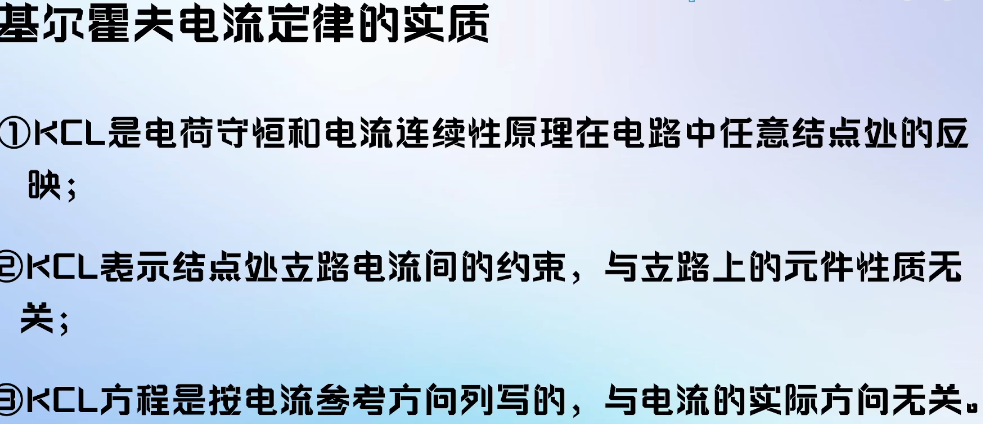 基尔霍夫电流定律的实质
①KCL是电荷守恒和电流连续性原理在电路中任意结点处的反
映；
②KCL表示结点处支路电流间的约束，与支路上的元件性质无
关；
③KCL方程是按电流参考方向列写的，与电流的实际方向无关。